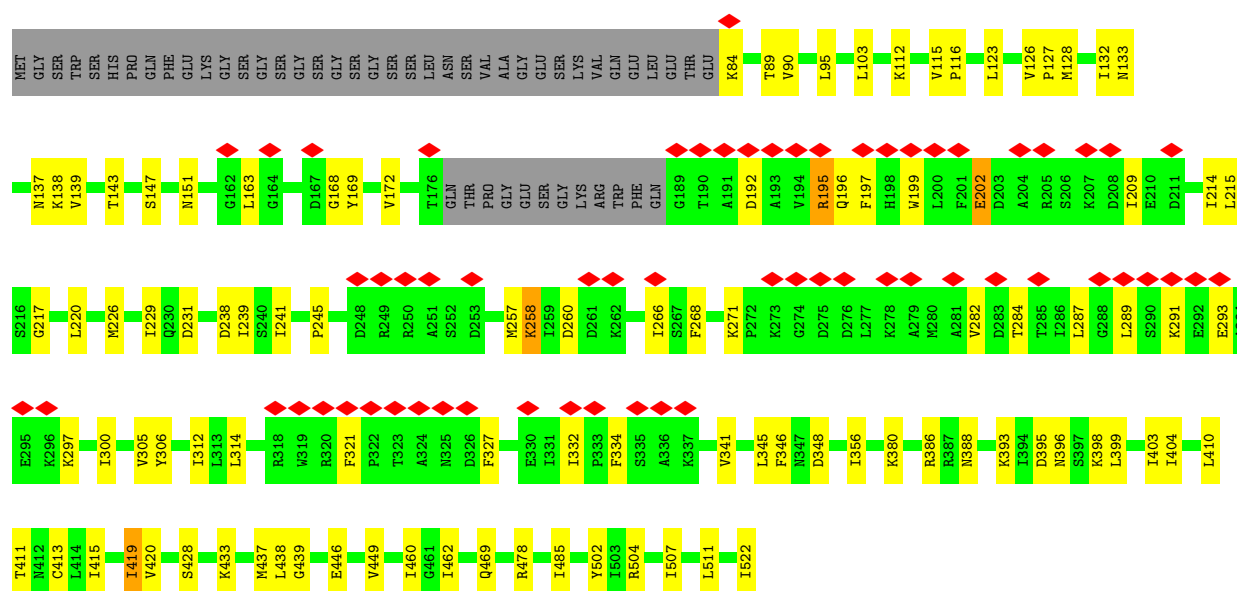 MET GLY SER TRP SER HIS PRO GLN PHE GLU LYS GLY SER GLY SER GLY SER GLY SER GLY SER SER LEU ASN SER VAL ALA GLY GLU SER LYS VAL GLN GLU LEU GLU THR GLU K84 T89 V90 L95 L103 K112 V115 P116 L123 V126 P127 M128 I132 N133
N137 K138 V139 T143 S147 N151 G162 L163 G164 D167 G168 Y169 V172 T176 GLN THR PRO GLY GLU SER GLY LYS ARG TRP PHE GLN G189 T190 A191 D192 A193 V194 R195 Q196 F197 H198 W199 L200 F201 E202 D203 A204 R205 S206 K207 D208 I209 E210 D211 I214 L215
S216 G217 L220 M226 I229 Q230 D231 D238 I239 S240 I241 P245 D248 R249 R250 A251 S252 D253 M257 K258 I259 D260 D261 K262 I266 S267 F268 K271 P272 K273 G274 D275 D276 L277 K278 A279 M280 A281 V282 D283 T284 T285 I286 L287 G288 L289 S290 K291 E292 E293
E295 K296 K297 I300 V305 Y306 I312 L313 L314 R318 W319 R320 F321 P322 T323 A324 N325 D326 F327 E330 I331 I332 P333 F334 S335 A336 K337 V341 L345 F346 N347 D348 I356 K380 R386 R387 N388 K393 I394 D395 N396 S397 K398 L399 I403 I404 L410
T411 N412 C413 L414 I415 I419 V420 S428 K433 M437 L438 G439 E446 V449 I460 G461 I462 Q469 R478 I485 Y502 I503 R504 I507 L511 I522